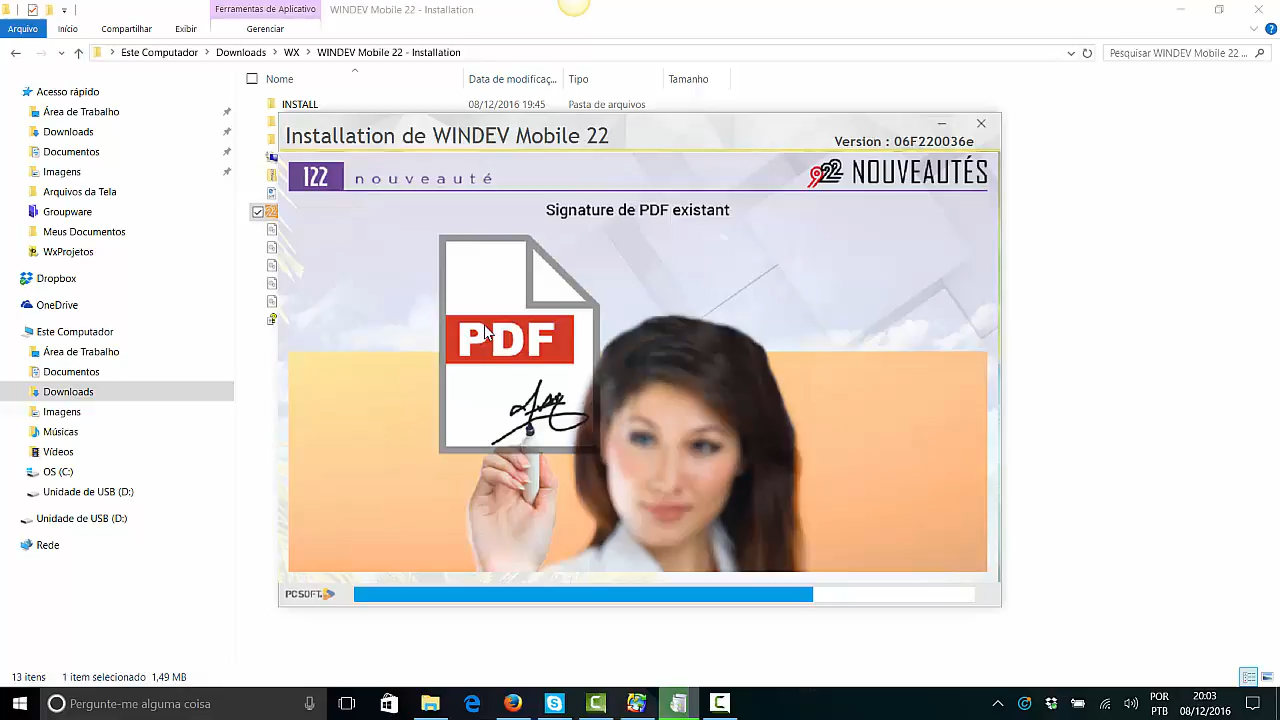 Ferramentas de Aplicativo
WINDEV Mobile 22 - Installation
Arquivo
Início
Compartilhar
Exibir
Gerenciar
Este Computador
Downloads
WX
WINDEV Mobile 22 - Installation
Pesquisar WINDEV Mobile 22 ...
Nome
Data de modificaç...
Tipo
Tamanho
Acesso rápido
Área de Trabalho
Downloads
Documentos
Imagens
Arquivos da Tela
Groupware
Meus Documentos
WxProjetos
Dropbox
OneDrive
Este Computador
Área de Trabalho
Documentos
Downloads
Imagens
Músicas
Vídeos
OS (C:)
Unidade de USB (D:)
Unidade de USB (D:)
Rede
INSTALL
08/12/2016 19:45
Pasta de arquivos
Installation de WINDEV Mobile 22
Version : 06F220036e
122
nouveauté
22 NOUVEAUTÉS
Signature de PDF existant
PDF
PCSOFT
13 itens
1 item selecionado 1,49 MB
Pergunte-me alguma coisa
POR
PTB
20:03
08/12/2016